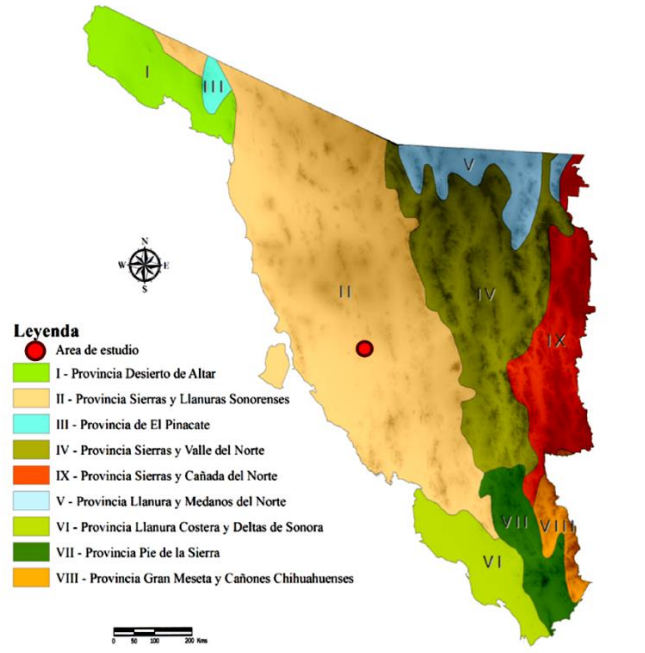 I
III
V
N
W E
S
II
IV
IX
Leyenda
Area de estudio
I - Provincia Desierto de Altar
II - Provincia Sierras y Llanuras Sonorenses
III - Provincia de El Pinacate
IV - Provincia Sierras y Valle del Norte
IX - Provincia Sierras y Cañada del Norte
V - Provincia Llanura y Medanos del Norte
VI - Provincia Llanura Costera y Deltas de Sonora
VII - Provincia Pie de la Sierra
VIII - Provincia Gran Meseta y Cañones Chihuahuenses
VII
VIII
VI
0 50 100 200 Kms